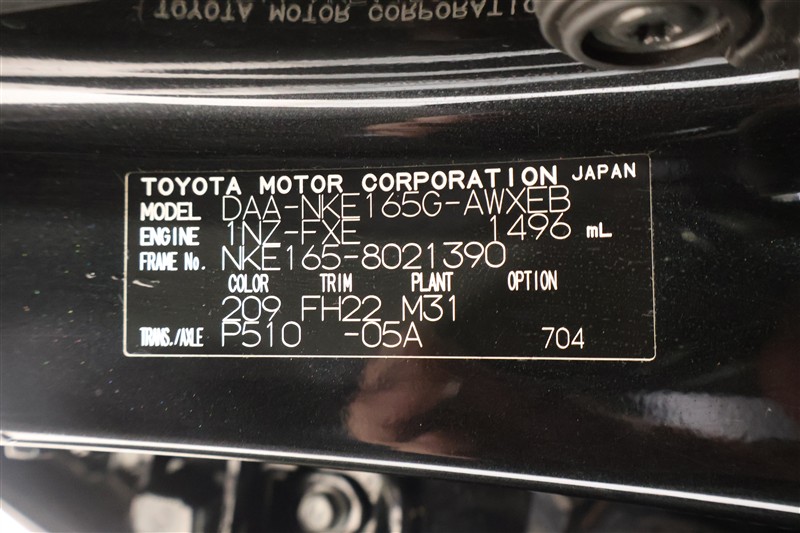 TOYOTA MOTOR CORPORATION
TOYOTA MOTOR CORPORATION JAPAN
MODEL DAA-NKE165G-AWXEB
ENGINE 1NZ-FXE 1496 mL
FRAME No. NKE165-8021390
COLOR TRIM PLANT OPTION
209 FH22 M31
TRANS./AXLE P510 -05A 704